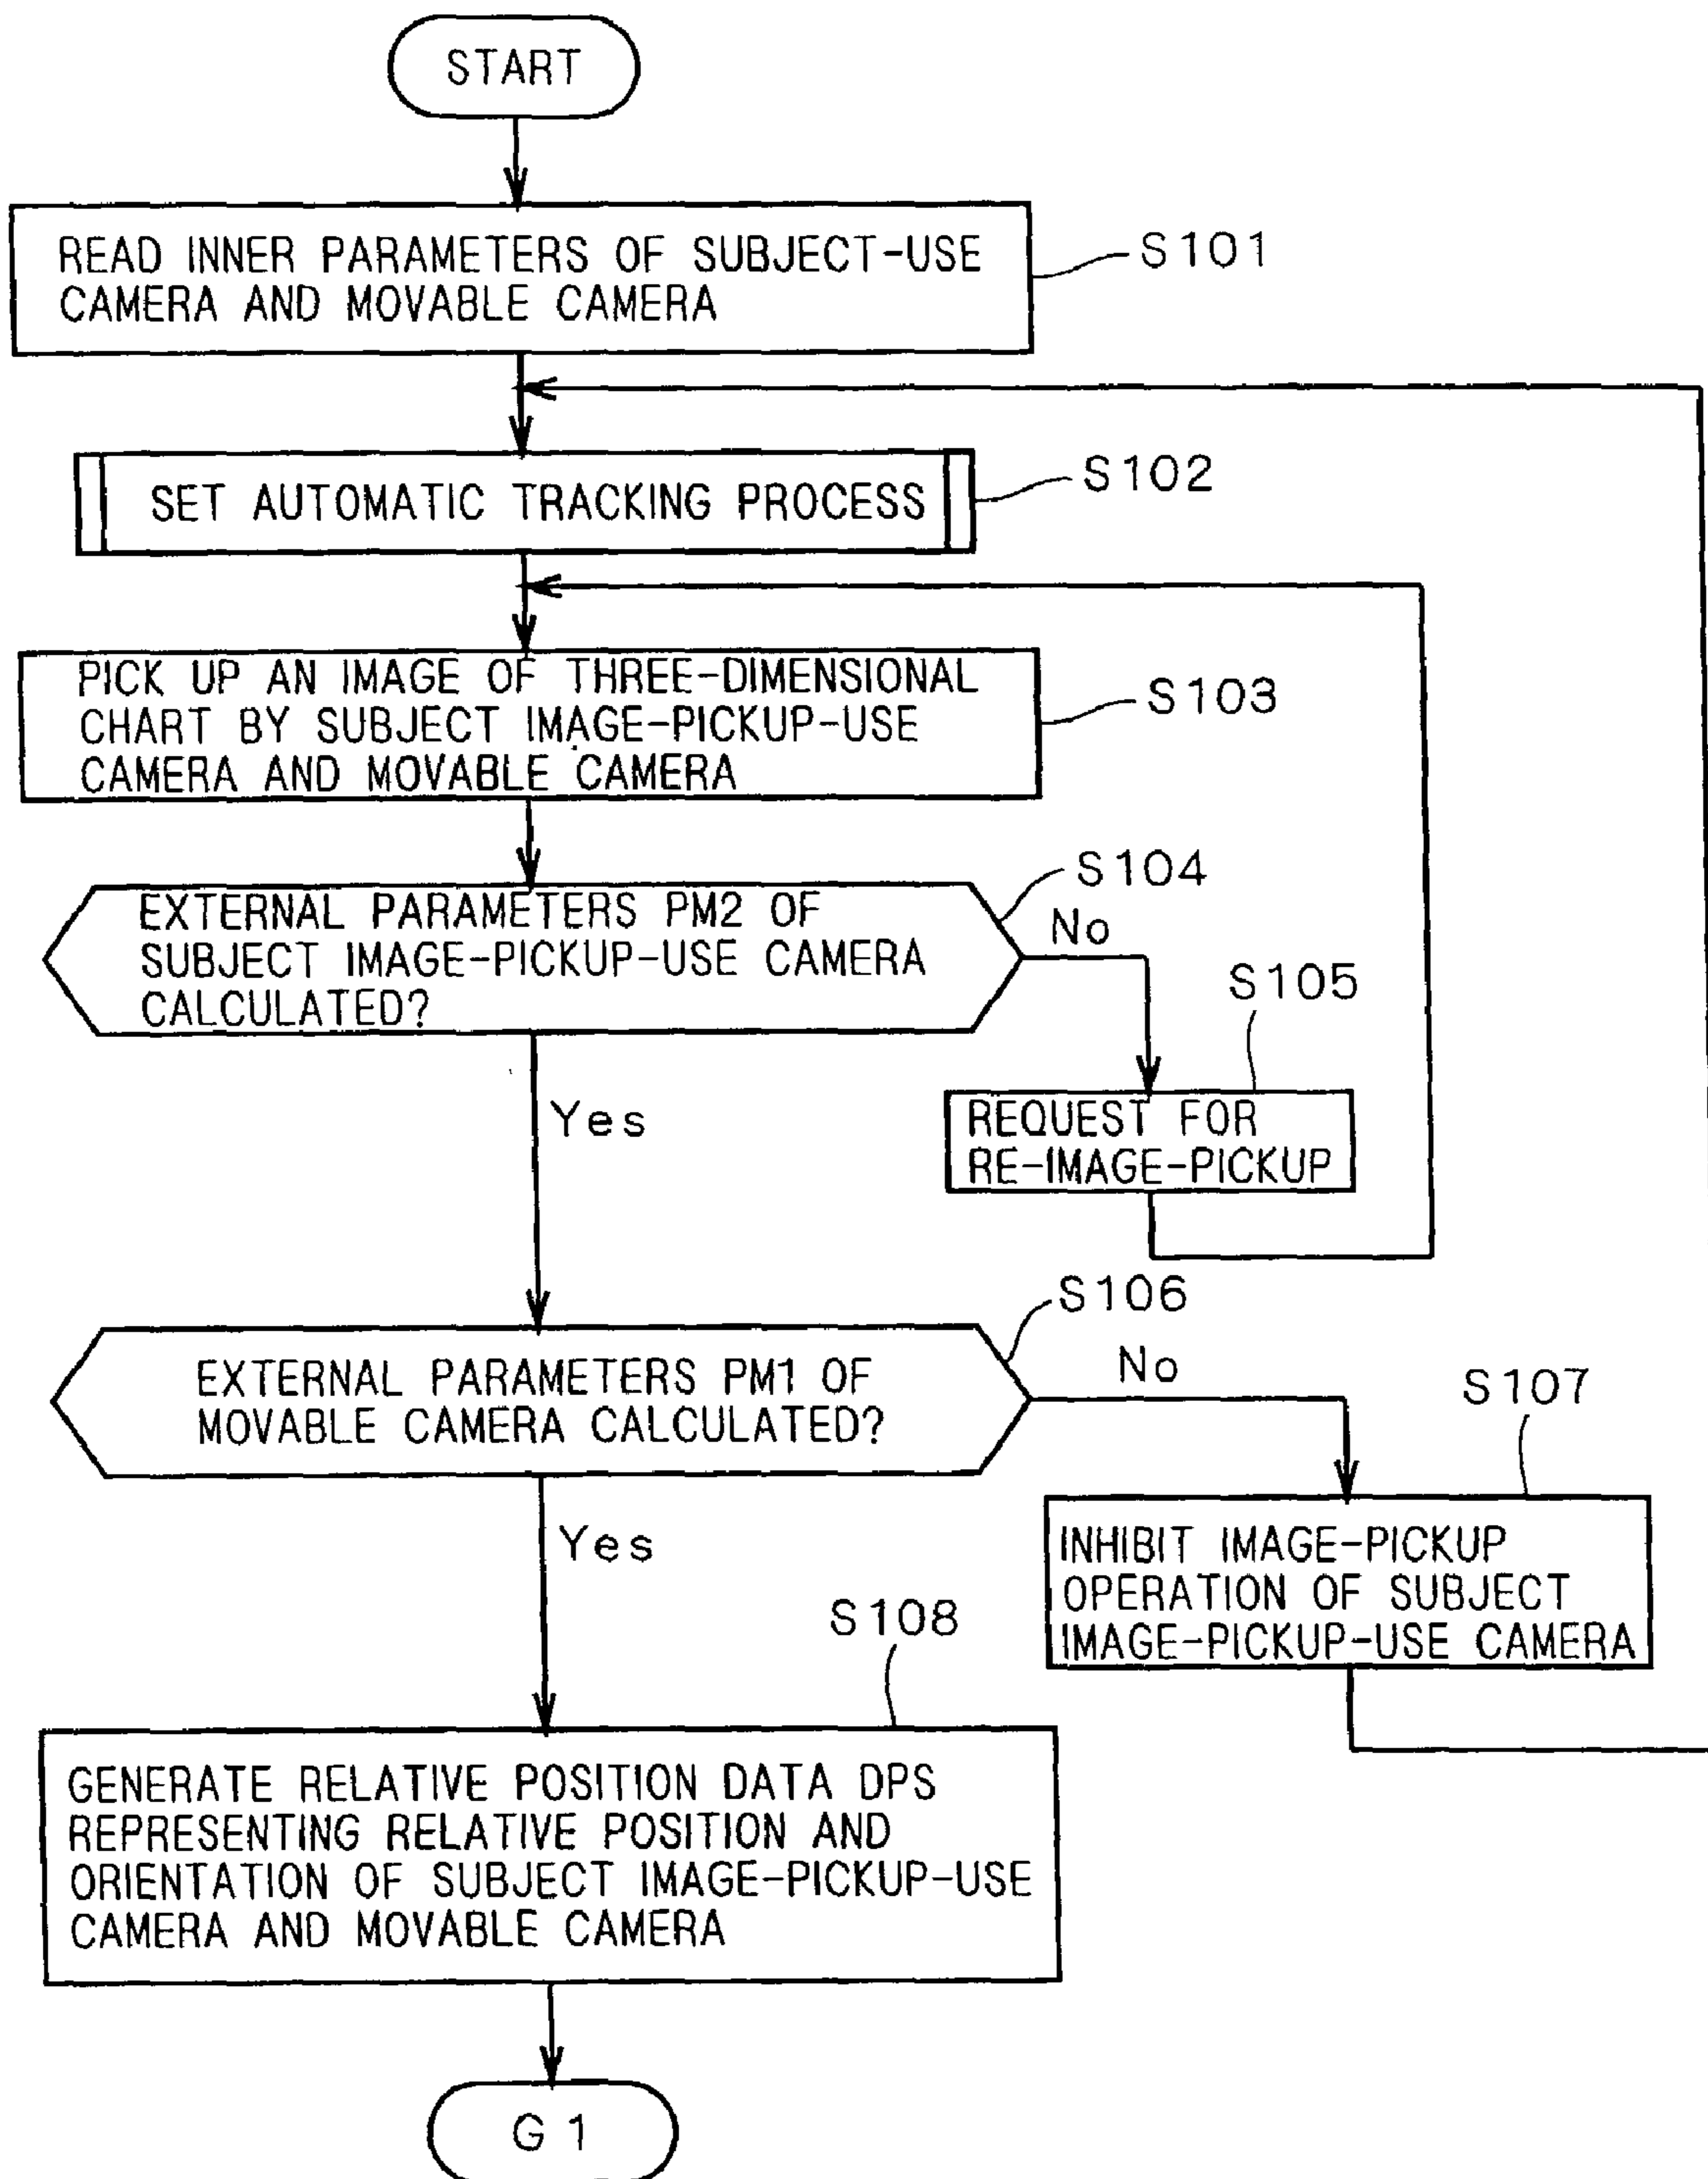 START
READ INNER PARAMETERS OF SUBJECT-USE
CAMERA AND MOVABLE CAMERA
S101
SET AUTOMATIC TRACKING PROCESS
S102
PICK UP AN IMAGE OF THREE-DIMENSIONAL
CHART BY SUBJECT IMAGE-PICKUP-USE
CAMERA AND MOVABLE CAMERA
S103
EXTERNAL PARAMETERS PM2 OF
SUBJECT IMAGE-PICKUP-USE CAMERA
CALCULATED?
S104
No
S105
REQUEST FOR
RE-IMAGE-PICKUP
Yes
EXTERNAL PARAMETERS PM1 OF
MOVABLE CAMERA CALCULATED?
S106
No
S107
INHIBIT IMAGE-PICKUP
OPERATION OF SUBJECT
IMAGE-PICKUP-USE CAMERA
Yes
S108
GENERATE RELATIVE POSITION DATA DPS
REPRESENTING RELATIVE POSITION AND
ORIENTATION OF SUBJECT IMAGE-PICKUP-USE
CAMERA AND MOVABLE CAMERA
G1